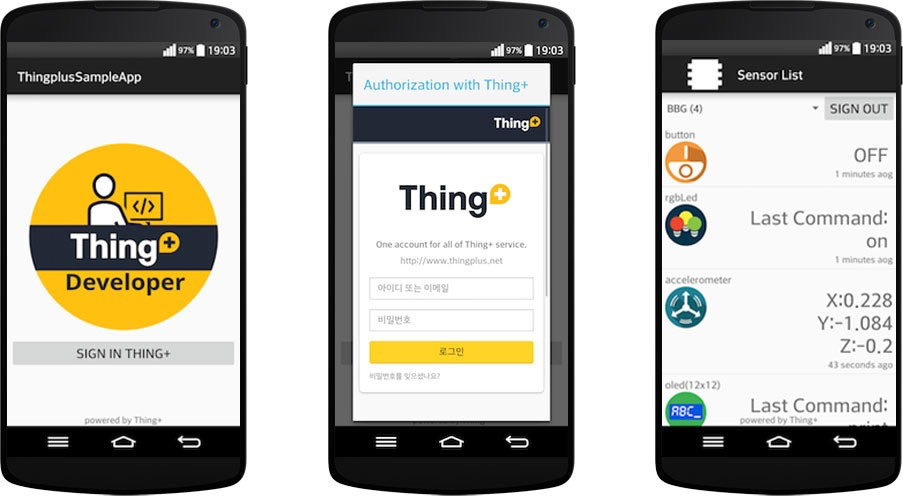 97% 19:03
ThingplusSampleApp
</>
Thing+
Developer
SIGN IN THING+
powered by Thing+
97% 19:03
T
Authorization with Thing+
Thing+
Thing+
One account for all of Thing+ service.
http://www.thingplus.net
아이디 또는 이메일
비밀번호
로그인
비밀번호를 잊으셨나요?
97% 19:03
Sensor List
BBG (4)
SIGN OUT
button
OFF
1 minutes aog
rgbLed
Last Command:
on
1 minutes aog
accelerometer
X:0.228
Y:-1.084
Z:-0.2
43 seconds ago
oled(12x12)
ABC_
Last Command:
powered by Thing+
print